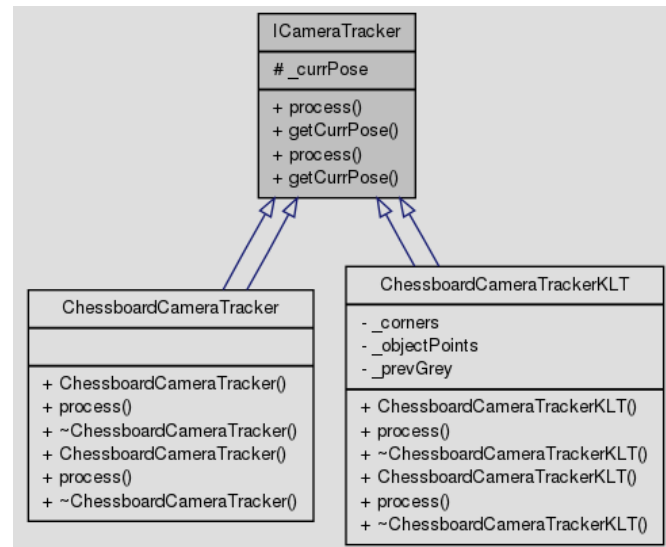 ICameraTracker
# _currPose
+ process()
+ getCurrPose()
+ process()
+ getCurrPose()
ChessboardCameraTracker
+ ChessboardCameraTracker()
+ process()
+ ~ChessboardCameraTracker()
+ ChessboardCameraTracker()
+ process()
+ ~ChessboardCameraTracker()
ChessboardCameraTrackerKLT
- _corners
- _objectPoints
- _prevGrey
+ ChessboardCameraTrackerKLT()
+ process()
+ ~ChessboardCameraTrackerKLT()
+ ChessboardCameraTrackerKLT()
+ process()
+ ~ChessboardCameraTrackerKLT()